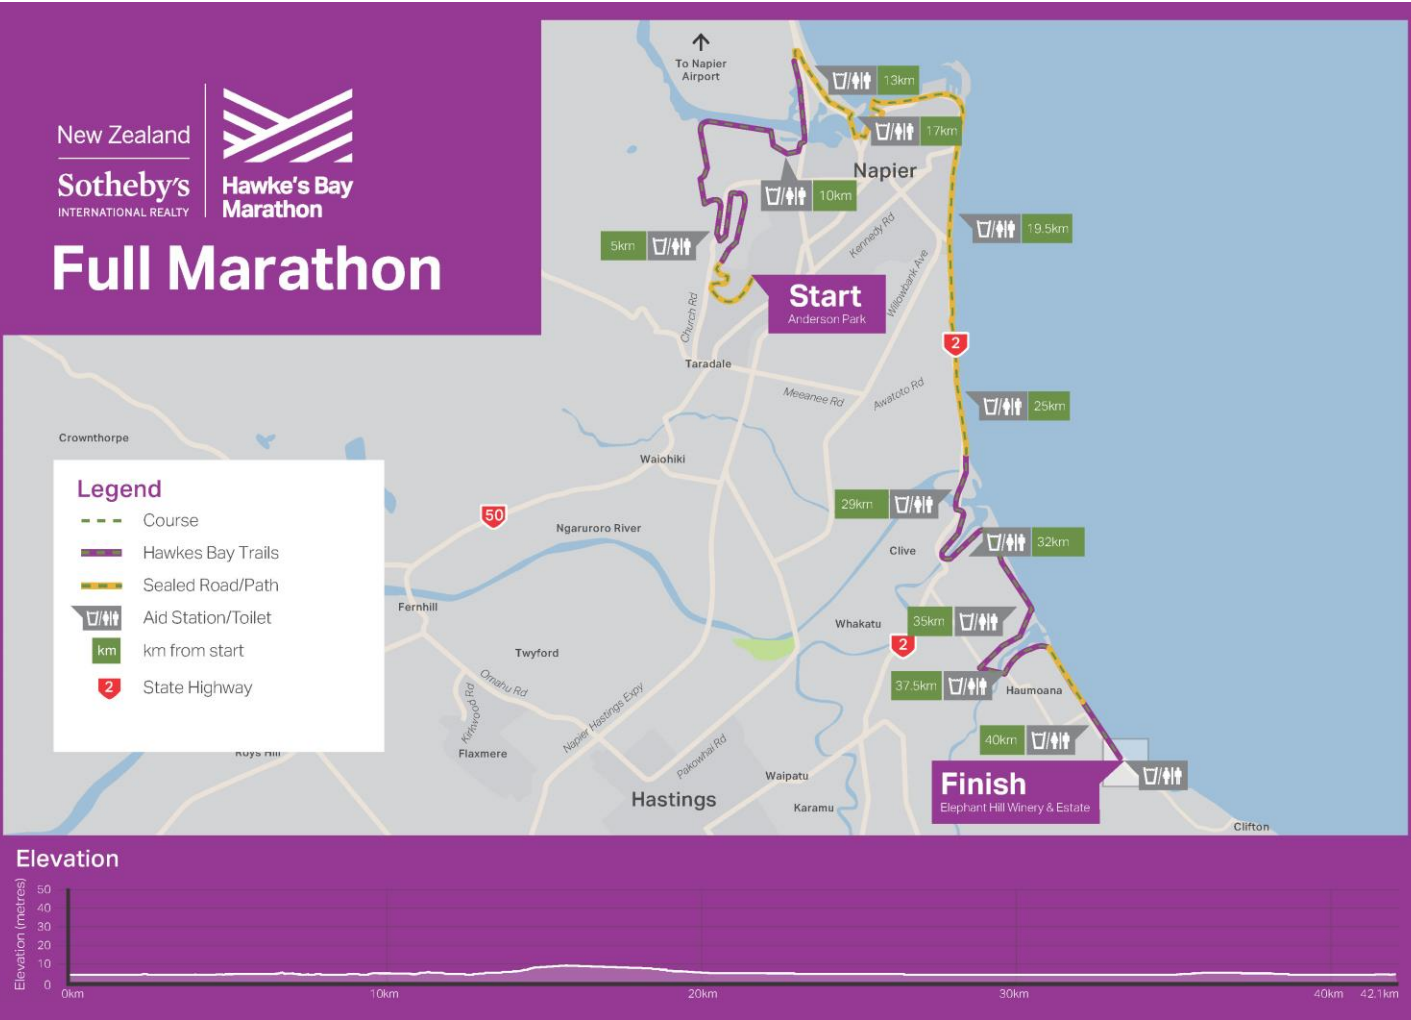 New Zealand
Sotheby's
INTERNATIONAL REALTY
Hawke's Bay
Marathon
Full Marathon
To Napier
Airport
13km
17km
Napier
10km
5km
19.5km
Kennedy Rd
Willowbank Ave
Start
Anderson Park
Church Rd
2
Taradale
Meeanee Rd
Awatoto Rd
25km
Crownthorpe
Waiohiki
Legend
Course
Hawkes Bay Trails
Sealed Road/Path
Aid Station/Toilet
km
km from start
2
State Highway
50
29km
Ngaruroro River
32km
Clive
Fernhill
Whakatu
35km
2
Twyford
Omahu Rd
37.5km
Haumoana
Kirkwood Rd
Napier Hastings Expy
Pakowhai Rd
40km
Roys Hill
Flaxmere
Waipatu
Hastings
Karamu
Finish
Elephant Hill Winery & Estate
Clifton
Elevation
Elevation (metres)
50
40
30
20
10
0
0km
10km
20km
30km
40km
42.1km